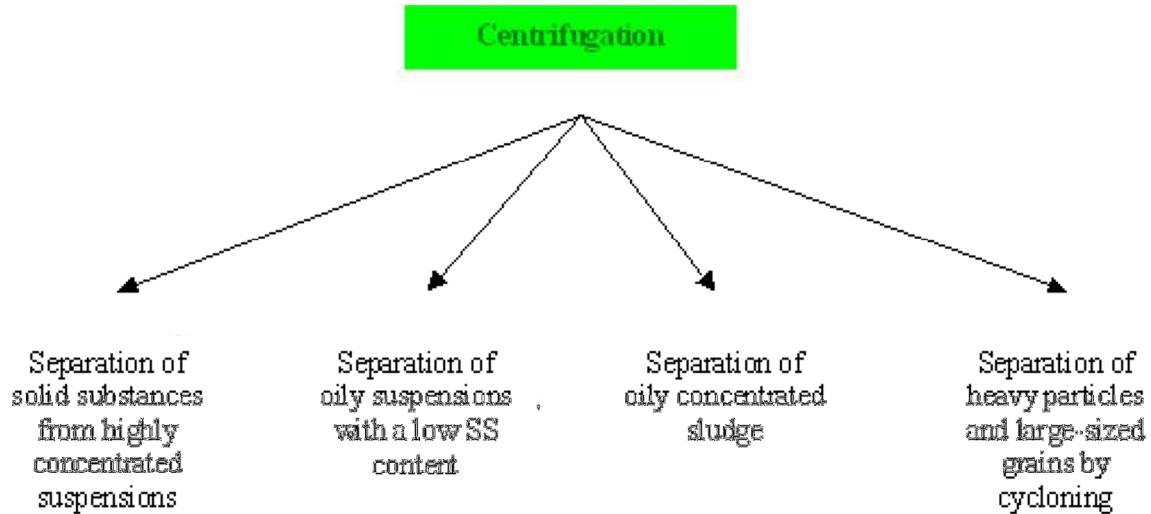 Centrifugation
Separation of
solid substances
from highly
concentrated
suspensions
Separation of
oily suspensions
with a low SS
content
Separation of
oily concentrated
sludge
Separation of
heavy particles
and large-sized
grains by
cycloning